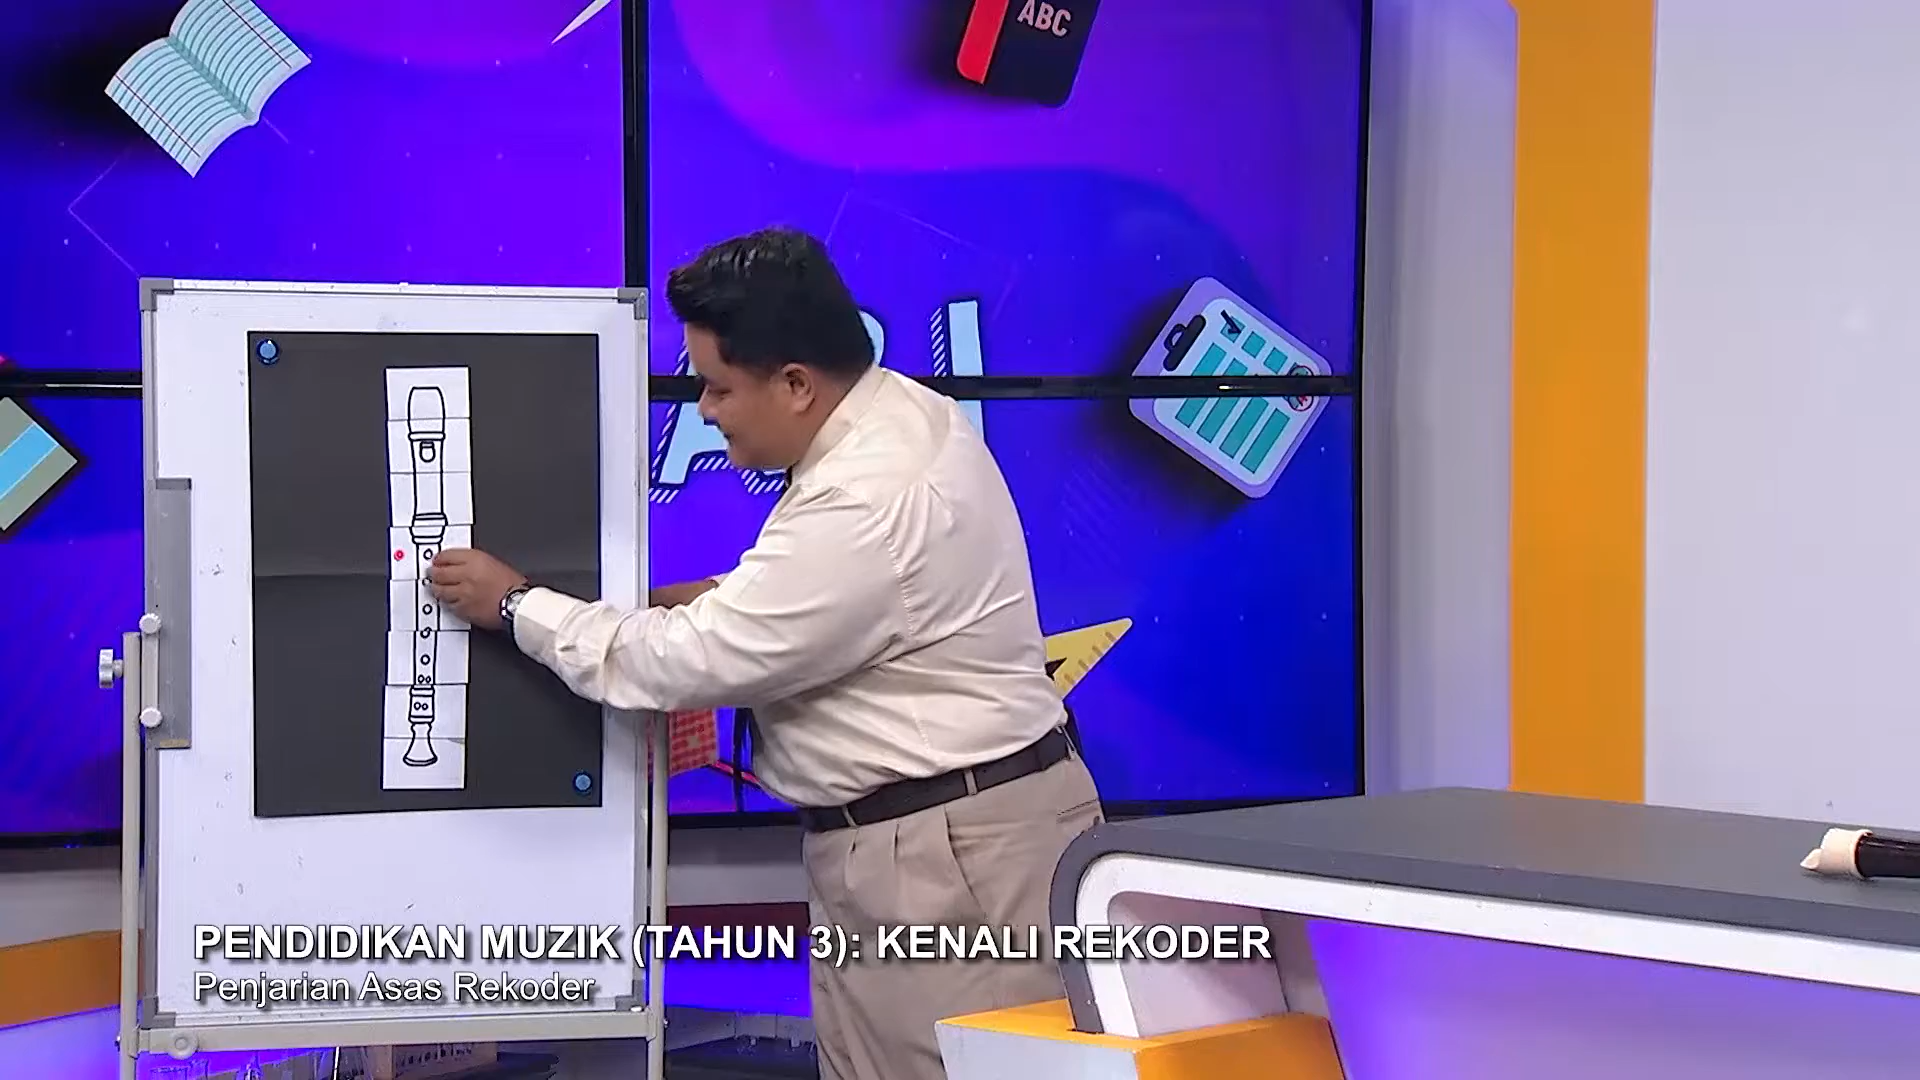 ABC
PENDIDIKAN MUZIK (TAHUN 3): KENALI REKODER
Penjarian Asas Rekoder